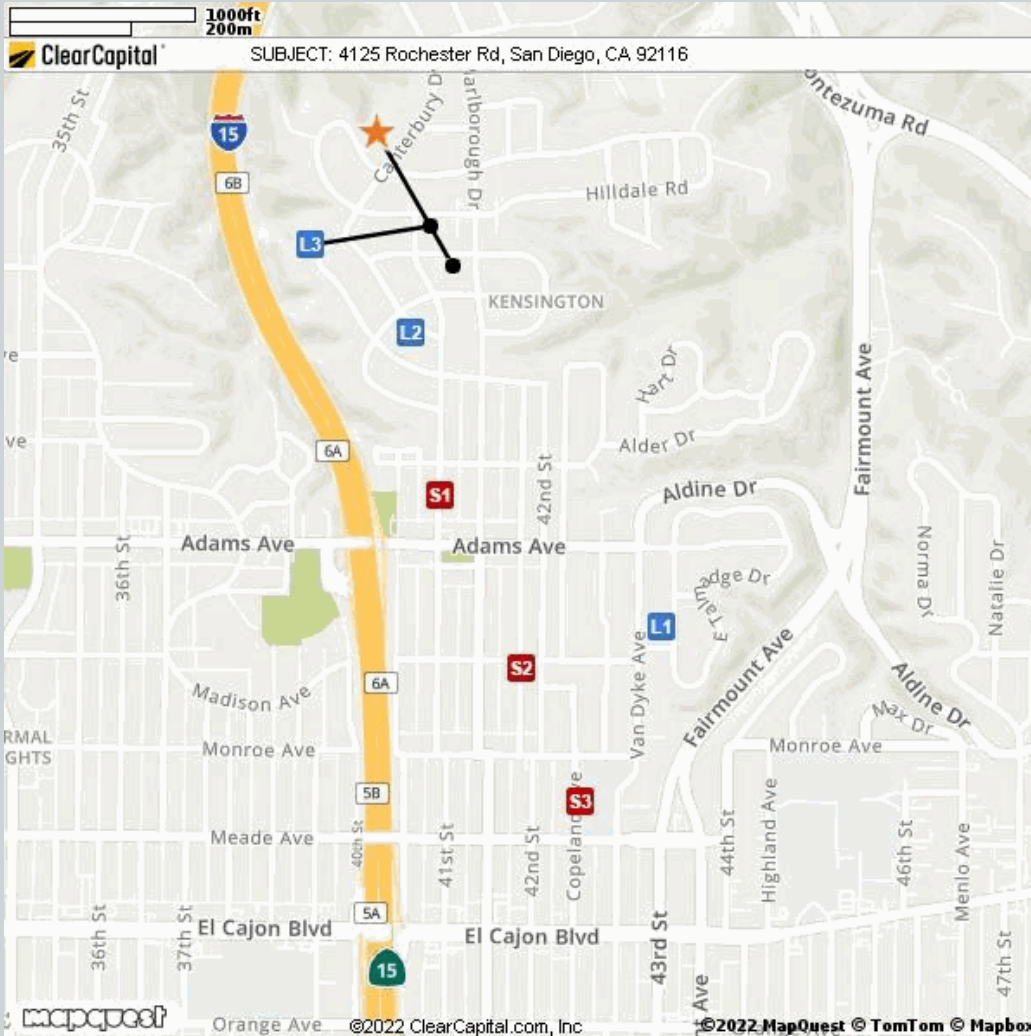 1000ft
200m
ClearCapital
SUBJECT: 4125 Rochester Rd, San Diego, CA 92116
35th St
15
6B
Canterbury D
arlborough Dr
ontezuma Rd
Hilldale Rd
L3
KENSINGTON
L2
Hart Dr
Fairmount Ave
ve
6A
Alder Dr
42nd St
S1
Aldine Dr
Adams Ave
Adams Ave
36th St
Norma Dr
Natalie Dr
E Talmadge Dr
L1
S2
Van Dyke Ave
Fairmount Ave
6A
Madison Ave
Aldine Dr
Max Dr
RMAL
GHTS
Monroe Ave
Monroe Ave
5B
S3
Copeland Ave
Meade Ave
40th St
41st St
42nd St
44th St
Highland Ave
46th St
Menlo Ave
5A
El Cajon Blvd
El Cajon Blvd
36th St
37th St
43rd St
47th St
15
t Ave
mapquest
Orange Ave
©2022 ClearCapital.com, Inc
©2022 MapQuest © TomTom © Mapbo